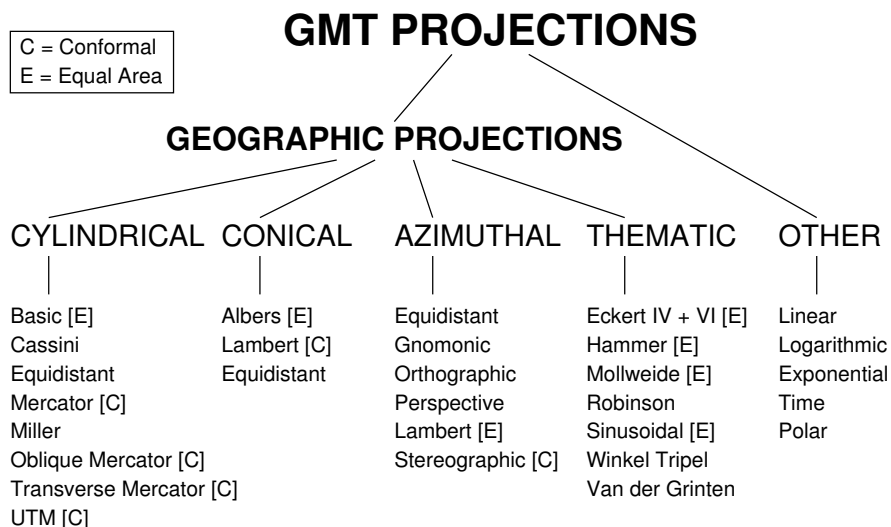 GMT PROJECTIONS
C = Conformal
E = Equal Area
GEOGRAPHIC PROJECTIONS
CYLINDRICAL
Basic [E]
Cassini
Equidistant
Mercator [C]
Miller
Oblique Mercator [C]
Transverse Mercator [C]
UTM [C]
CONICAL
Albers [E]
Lambert [C]
Equidistant
AZIMUTHAL
Equidistant
Gnomonic
Orthographic
Perspective
Lambert [E]
Stereographic [C]
THEMATIC
Eckert IV + VI [E]
Hammer [E]
Mollweide [E]
Robinson
Sinusoidal [E]
Winkel Tripel
Van der Grinten
OTHER
Linear
Logarithmic
Exponential
Time
Polar